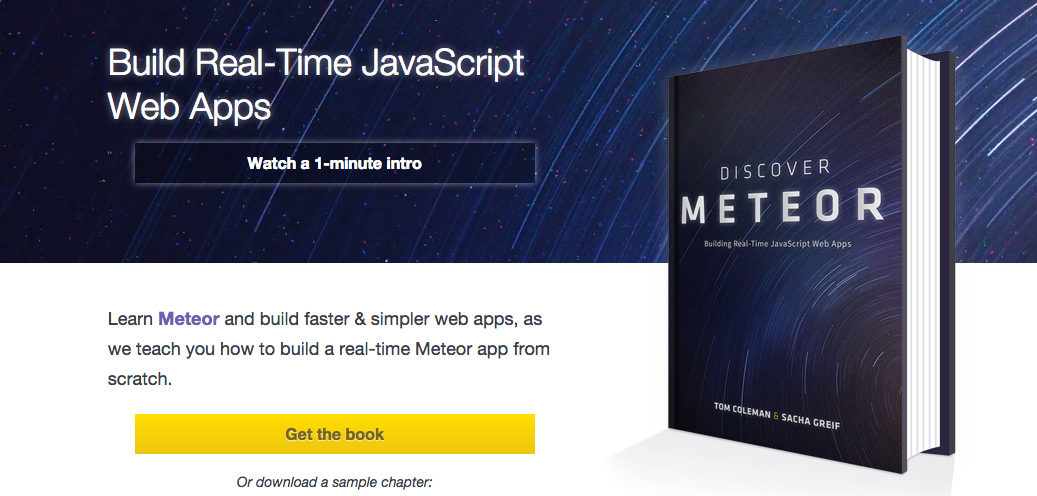 Build Real-Time JavaScript
Web Apps
Watch a 1-minute intro
DISCOVER
METEOR
Building Real-Time JavaScript Web Apps
TOM COLEMAN & SACHA GREIF
Learn Meteor and build faster & simpler web apps, as
we teach you how to build a real-time Meteor app from
scratch.
Get the book
Or download a sample chapter: